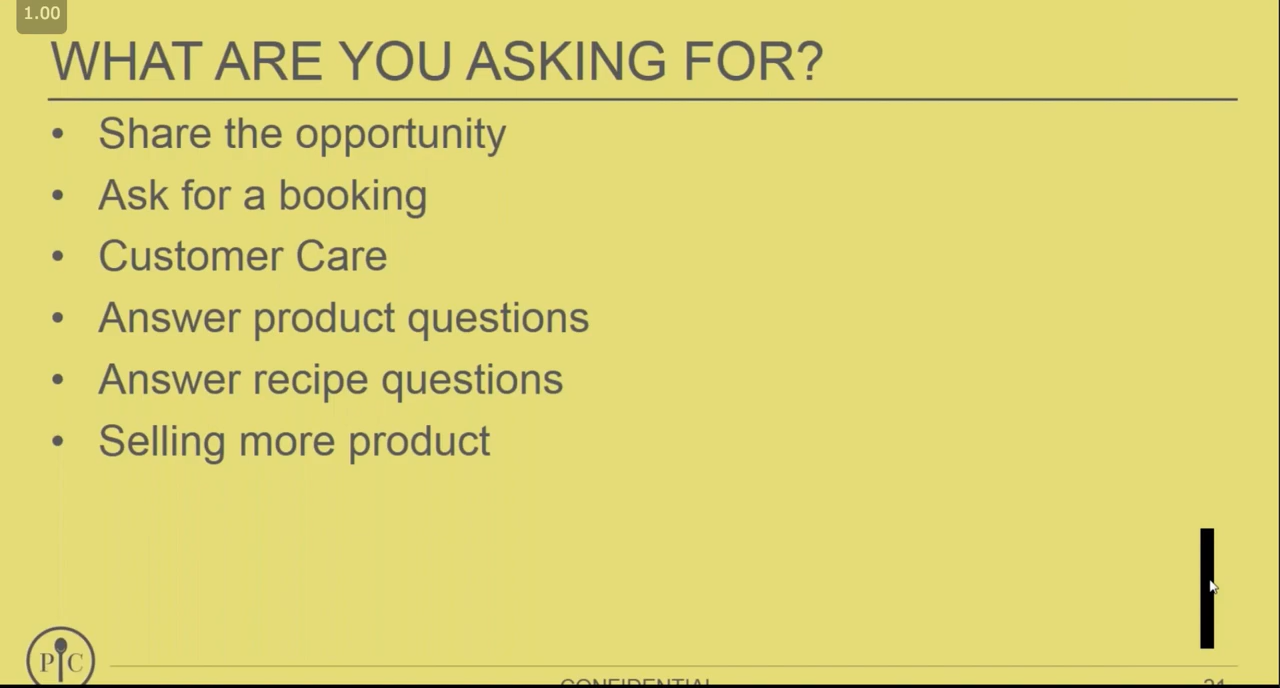 1.00
WHAT ARE YOU ASKING FOR?
• Share the opportunity
• Ask for a booking
• Customer Care
• Answer product questions
• Answer recipe questions
• Selling more product
PC
CONFIDENTIAL